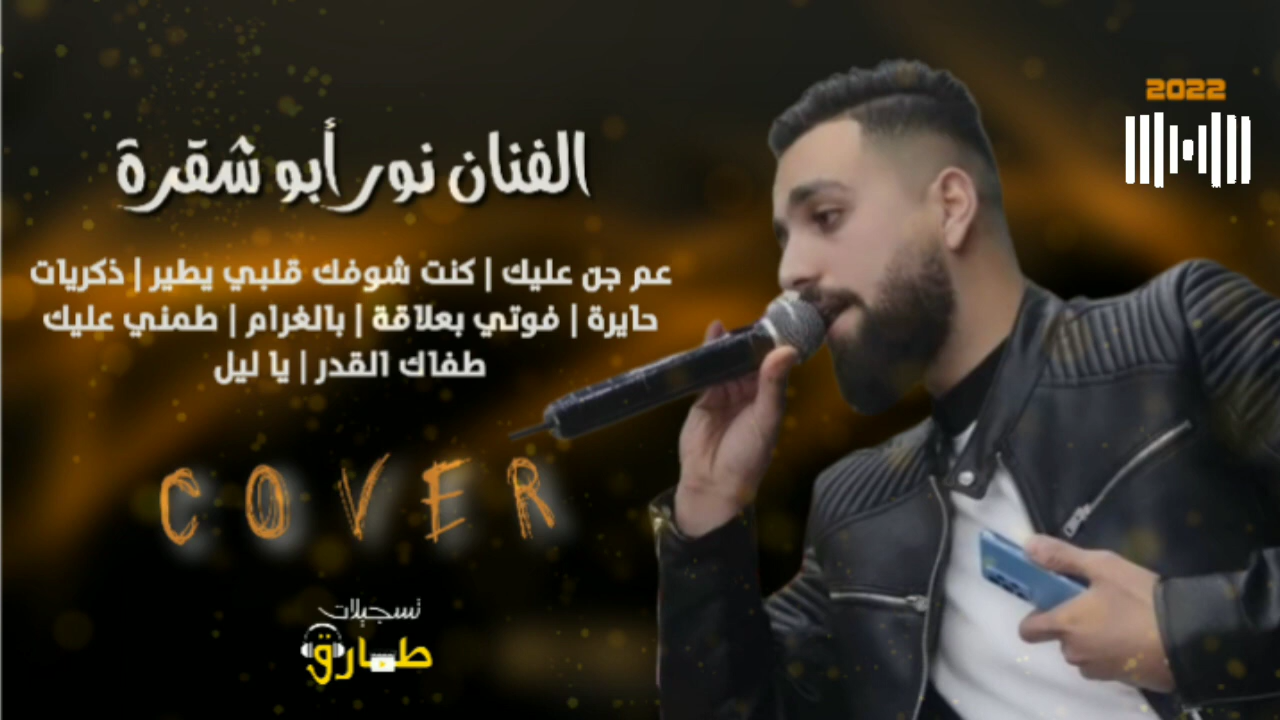 2022
الفنان نور أبو شقرة
عم جن عليك | كنت شوفك قلبي يطير | ذكريات
حايرة | فوتي بعلاقة | بالغرام | طمني عليك
طفاك القدر | يا ليل
COVER
تسجيلات
طارق